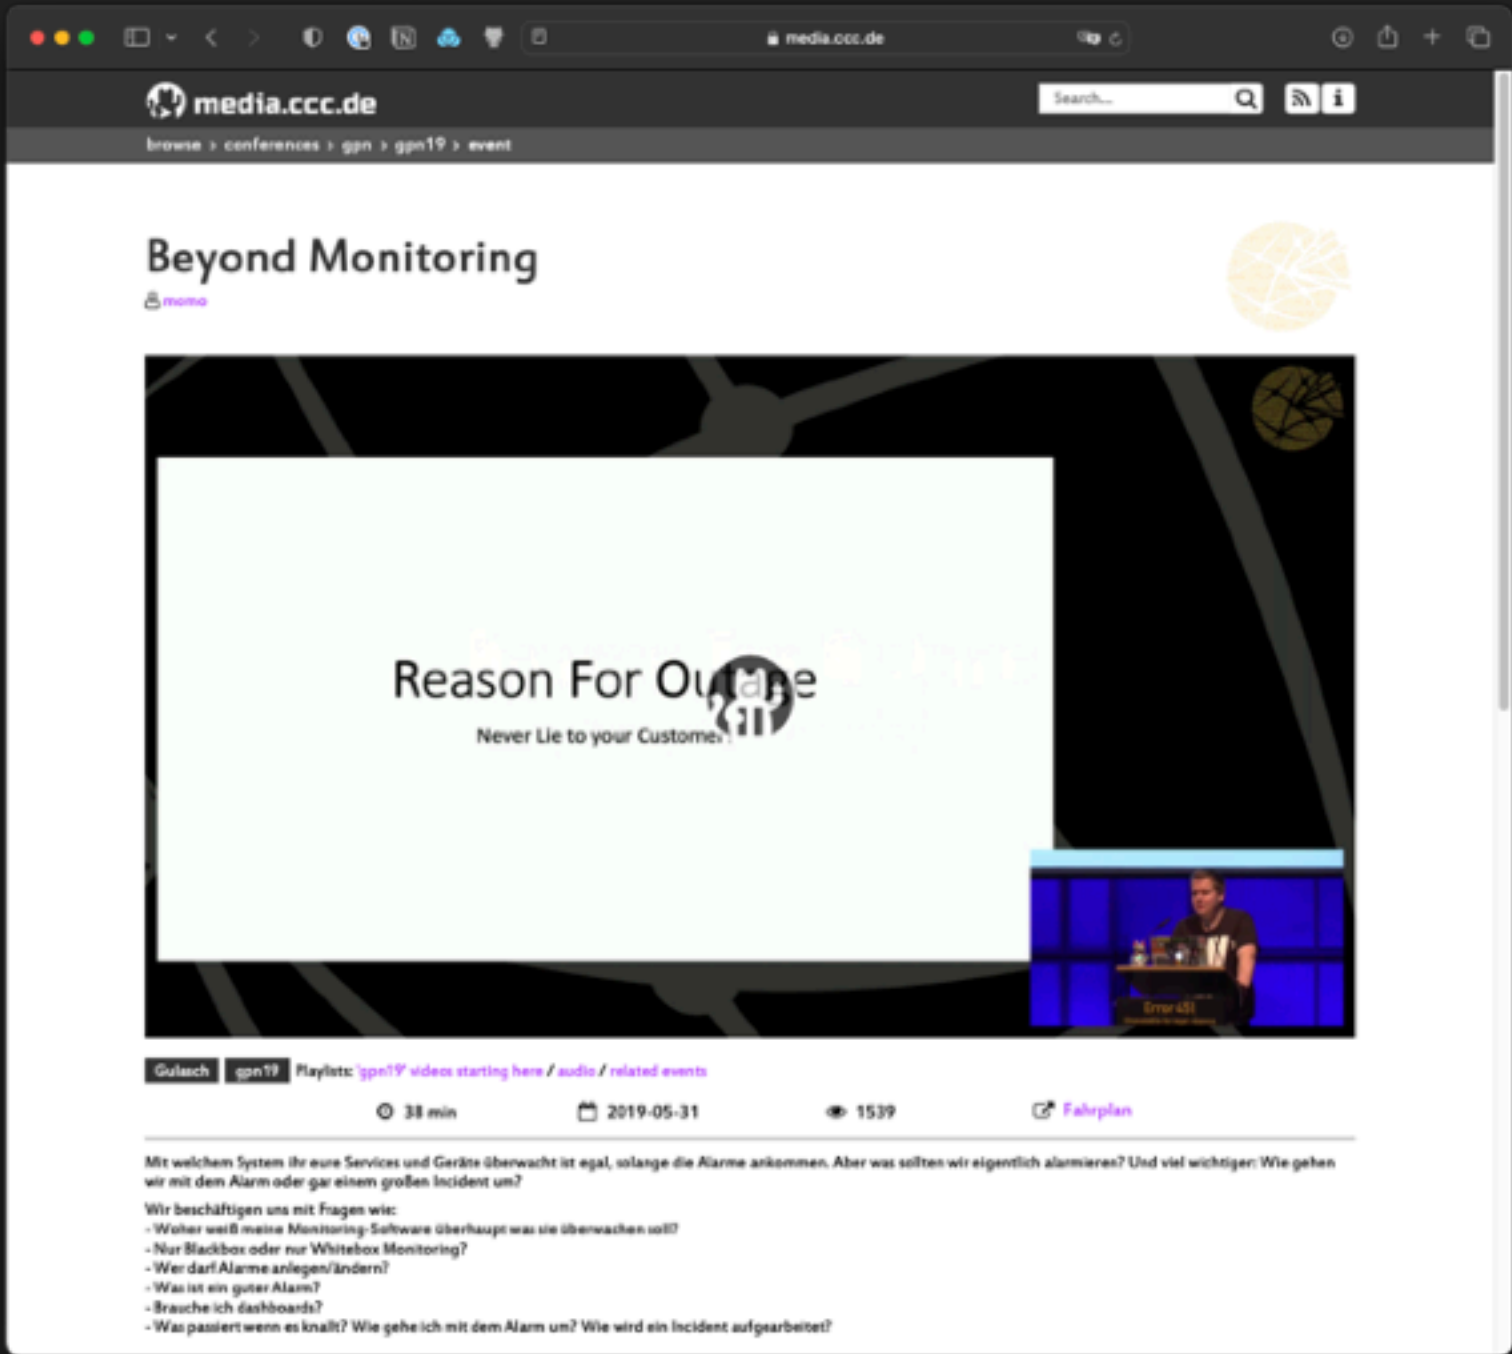 media.ccc.de
media.ccc.de
Search...
browse › conferences › gpn › gpn19 › event
Beyond Monitoring
momo
Reason For Outage
Never Lie to your Customer
Error 451
Gulasch gpn19 Playlists: 'gpn19' videos starting here / audio / related events
38 min 2019-05-31 1539 Fahrplan
Mit welchem System ihr eure Services und Geräte überwacht ist egal, solange die Alarme ankommen. Aber was sollten wir eigentlich alarmieren? Und viel wichtiger: Wie gehen
wir mit dem Alarm oder gar einem großen Incident um?
Wir beschäftigen uns mit Fragen wie:
- Woher weiß meine Monitoring-Software überhaupt was sie überwachen soll?
- Nur Blackbox oder nur Whitebox Monitoring?
- Wer darf Alarme anlegen/ändern?
- Was ist ein guter Alarm?
- Brauche ich dashboards?
- Was passiert wenn es knallt? Wie gehe ich mit dem Alarm um? Wie wird ein Incident aufgearbeitet?